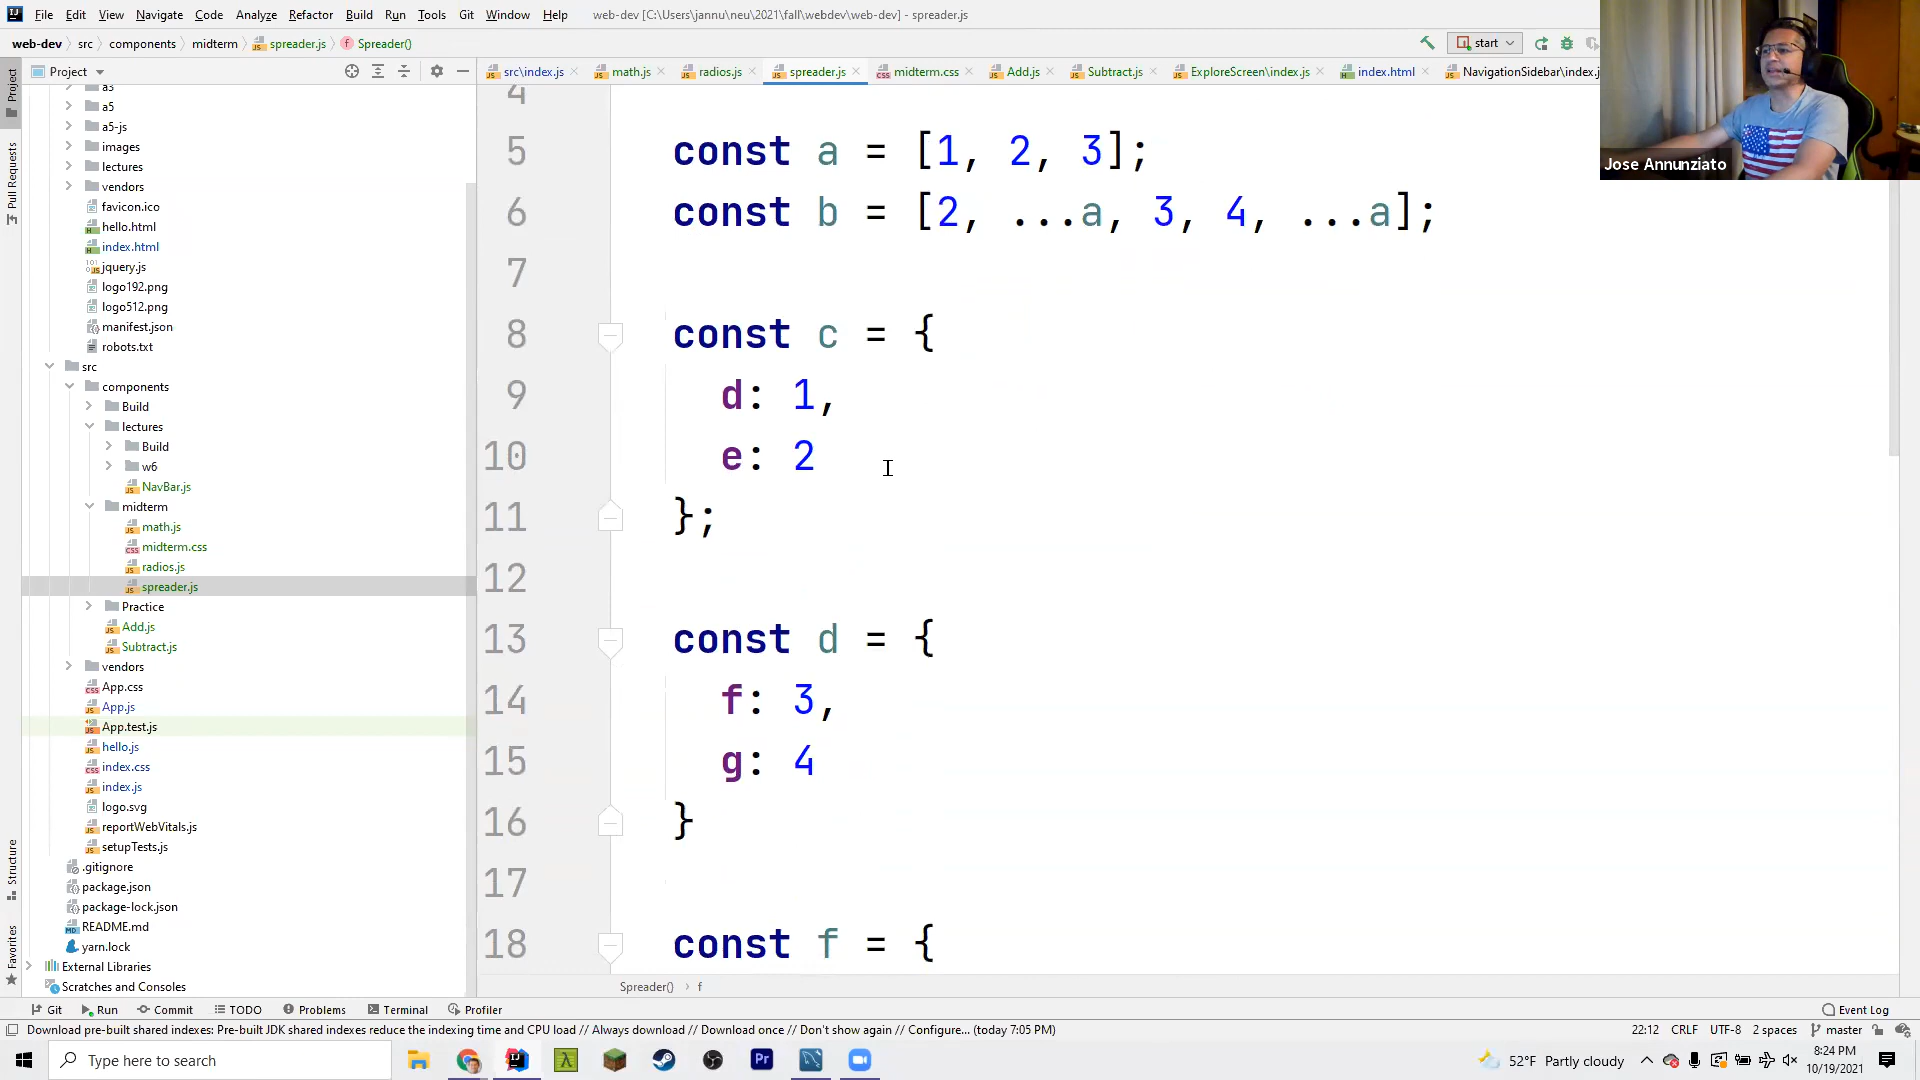 File Edit View Navigate Code Analyze Refactor Build Run Tools Git Window Help web-dev [C:\Users\jannu\neu\2021\fall\webdev\web-dev] - spreader.js
web-dev src components midterm spreader.js Spreader()
start
Project
src\index.js math.js radios.js spreader.js midterm.css Add.js Subtract.js ExploreScreen\index.js index.html NavigationSidebar\index.j
Jose Annunziato
Project
Pull Requests
Structure
Favorites
a3
a5
a5-js
images
lectures
vendors
favicon.ico
hello.html
index.html
jquery.js
logo192.png
logo512.png
manifest.json
robots.txt
src
components
Build
lectures
Build
w6
NavBar.js
midterm
math.js
midterm.css
radios.js
spreader.js
Practice
Add.js
Subtract.js
vendors
App.css
App.js
App.test.js
hello.js
index.css
index.js
logo.svg
reportWebVitals.js
setupTests.js
.gitignore
package.json
package-lock.json
README.md
yarn.lock
External Libraries
Scratches and Consoles
4
5 const a = [1, 2, 3];
6 const b = [2, ...a, 3, 4, ...a];
7
8 const c = {
9 d: 1,
10 e: 2
11 };
12
13 const d = {
14 f: 3,
15 g: 4
16 }
17
18 const f = {
Spreader() f
Git Run Commit TODO Problems Terminal Profiler Event Log
Download pre-built shared indexes: Pre-built JDK shared indexes reduce the indexing time and CPU load // Always download // Download once // Don't show again // Configure... (today 7:05 PM) 22:12 CRLF UTF-8 2 spaces master
Type here to search
52°F Partly cloudy
8:24 PM
10/19/2021